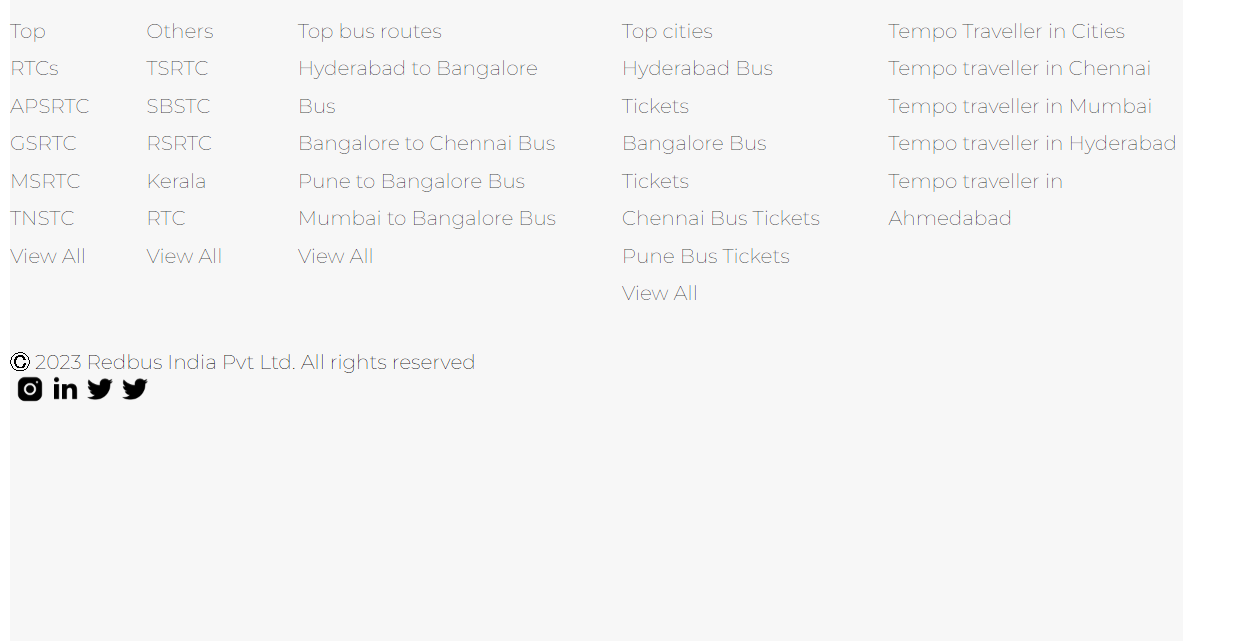 Top
RTCs
APSRTC
GSRTC
MSRTC
TNSTC
View All
Others
TSRTC
SBSTC
RSRTC
Kerala
RTC
View All
Top bus routes
Hyderabad to Bangalore
Bus
Bangalore to Chennai Bus
Pune to Bangalore Bus
Mumbai to Bangalore Bus
View All
Top cities
Hyderabad Bus
Tickets
Bangalore Bus
Tickets
Chennai Bus Tickets
Pune Bus Tickets
View All
Tempo Traveller in Cities
Tempo traveller in Chennai
Tempo traveller in Mumbai
Tempo traveller in Hyderabad
Tempo traveller in
Ahmedabad
© 2023 Redbus India Pvt Ltd. All rights reserved
in